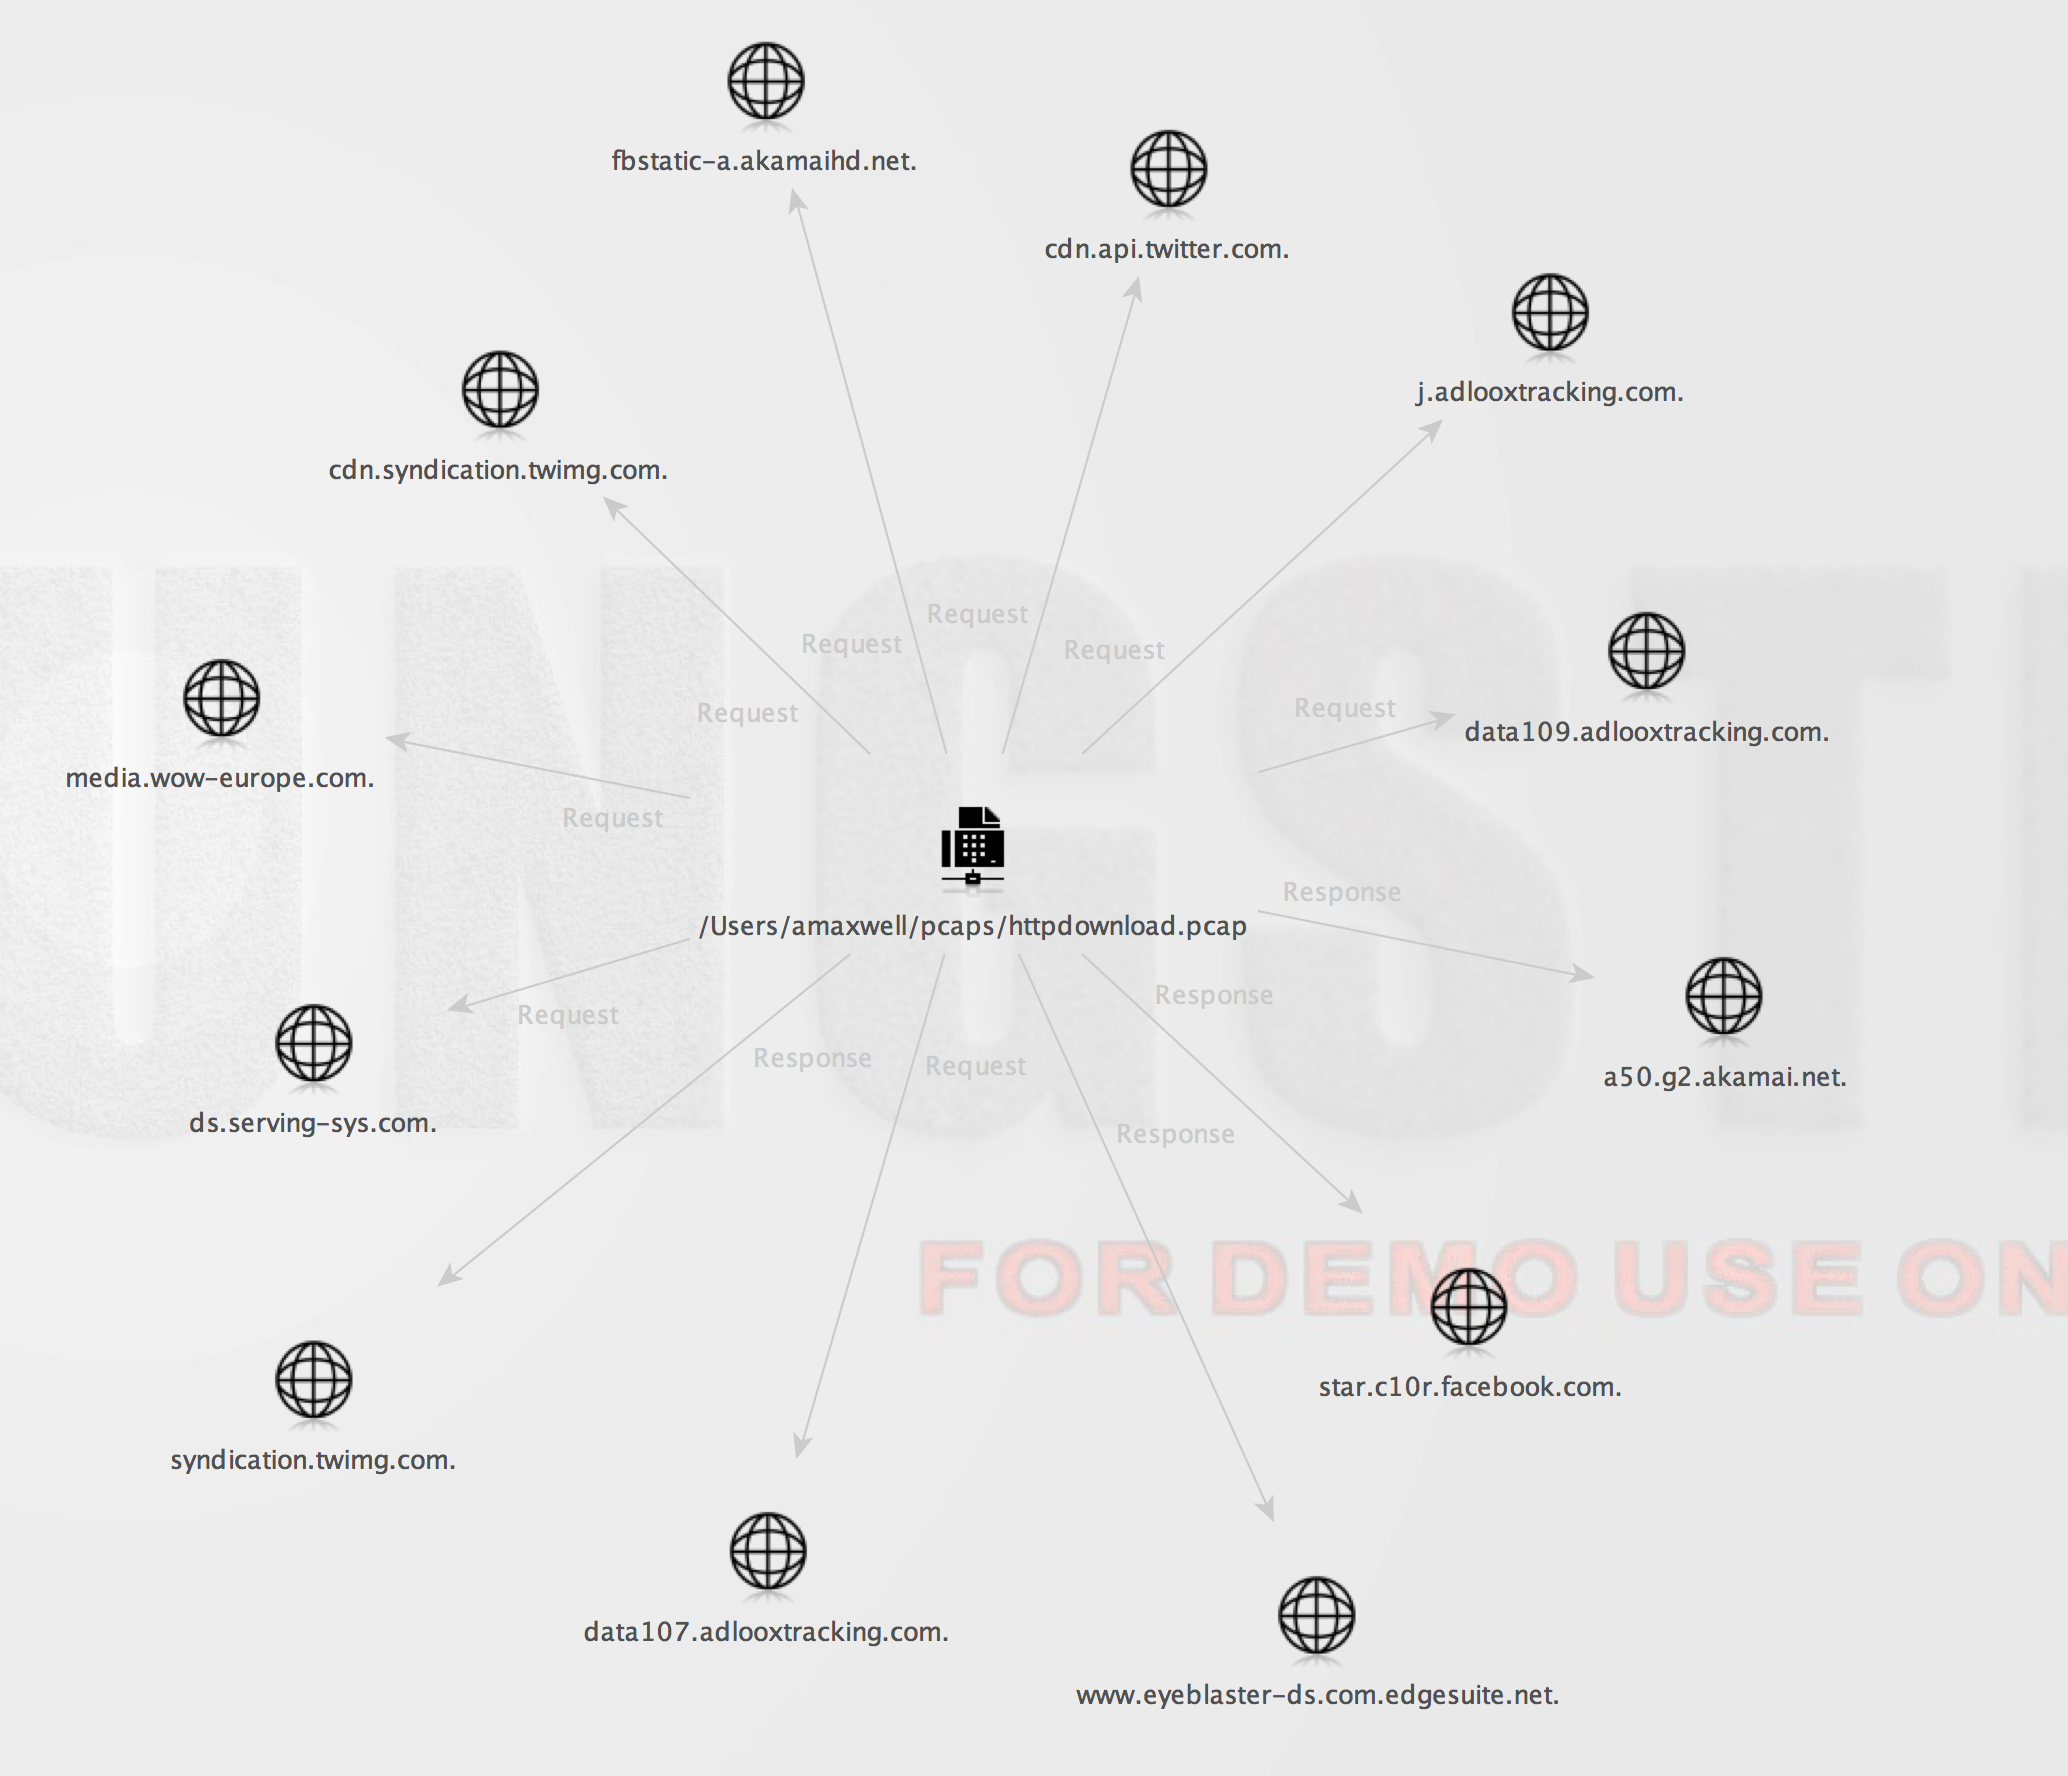 fbstatic-a.akamaihd.net.
cdn.api.twitter.com.
j.adlooxtracking.com.
cdn.syndication.twimg.com.
Request
Request
Request
Request
Request
data109.adlooxtracking.com.
media.wow-europe.com.
Request
Response
/Users/amaxwell/pcaps/httpdownload.pcap
Response
Request
Response
Request
a50.g2.akamai.net.
ds.serving-sys.com.
Response
FOR DEMO USE ON
star.c10r.facebook.com.
syndication.twimg.com.
data107.adlooxtracking.com.
www.eyeblaster-ds.com.edgesuite.net.